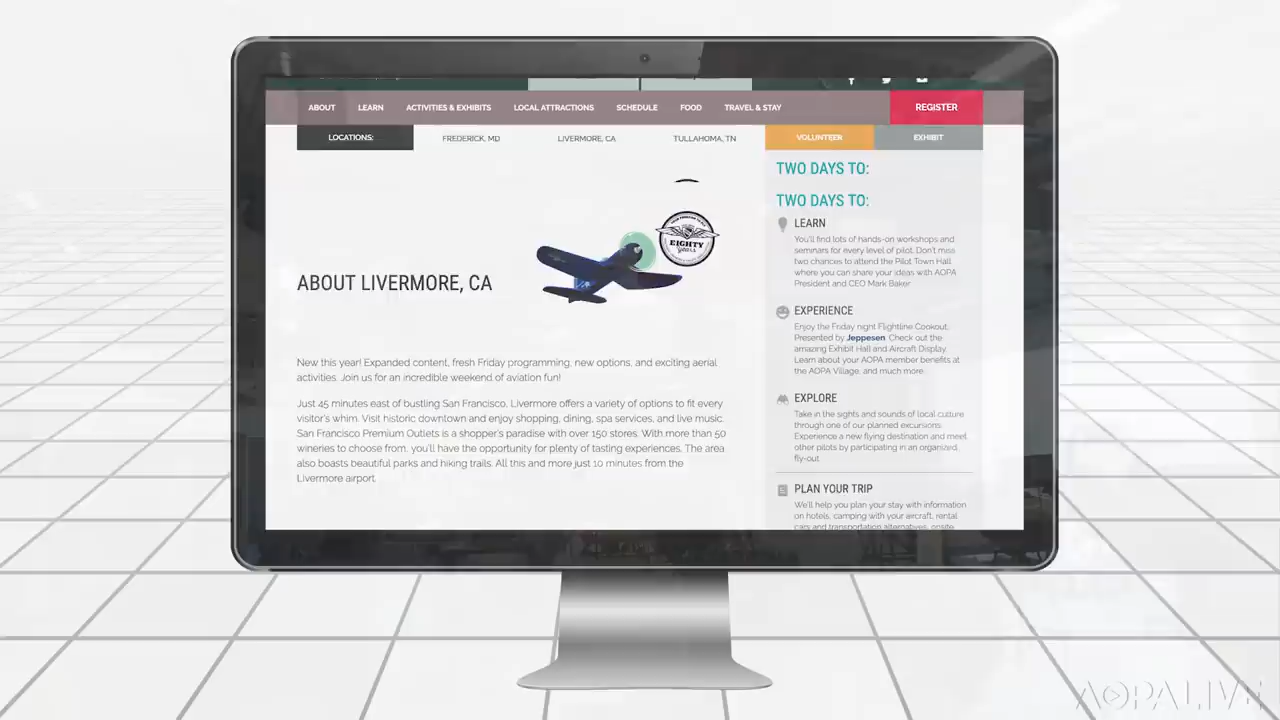 ABOUT LEARN ACTIVITIES & EXHIBITS LOCAL ATTRACTIONS SCHEDULE FOOD TRAVEL & STAY REGISTER
LOCATIONS: FREDERICK, MD LIVERMORE, CA TULLAHOMA, TN VOLUNTEER EXHIBIT
TWO DAYS TO:
TWO DAYS TO:
LEARN
You'll find lots of hands-on workshops and
seminars for every level of pilot. Don't miss
two chances to attend the Pilot Town Hall
where you can share your ideas with AOPA
President and CEO Mark Baker
EIGHTY
ABOUT LIVERMORE, CA
EXPERIENCE
Enjoy the Friday night Flightline Cookout,
Presented by Jeppesen. Check out the
amazing Exhibit Hall and Aircraft Display.
Learn about your AOPA member benefits at
the AOPA Village, and much more.
New this year! Expanded content, fresh Friday programming, new options, and exciting aerial
activities. Join us for an incredible weekend of aviation fun!
Just 45 minutes east of bustling San Francisco, Livermore offers a variety of options to fit every
visitor's whim. Visit historic downtown and enjoy shopping, dining, spa services, and live music.
San Francisco Premium Outlets is a shopper's paradise with over 150 stores. With more than 50
wineries to choose from, you'll have the opportunity for plenty of tasting experiences. The area
also boasts beautiful parks and hiking trails. All this and more just 10 minutes from the
Livermore airport.
EXPLORE
Take in the sights and sounds of local culture
through one of our planned excursions.
Experience a new flying destination and meet
other pilots by participating in an organized
fly-out.
PLAN YOUR TRIP
We'll help you plan your stay with information
on hotels, camping with your aircraft, rental
cars and transportation alternatives, onsite
AOPA LIVE